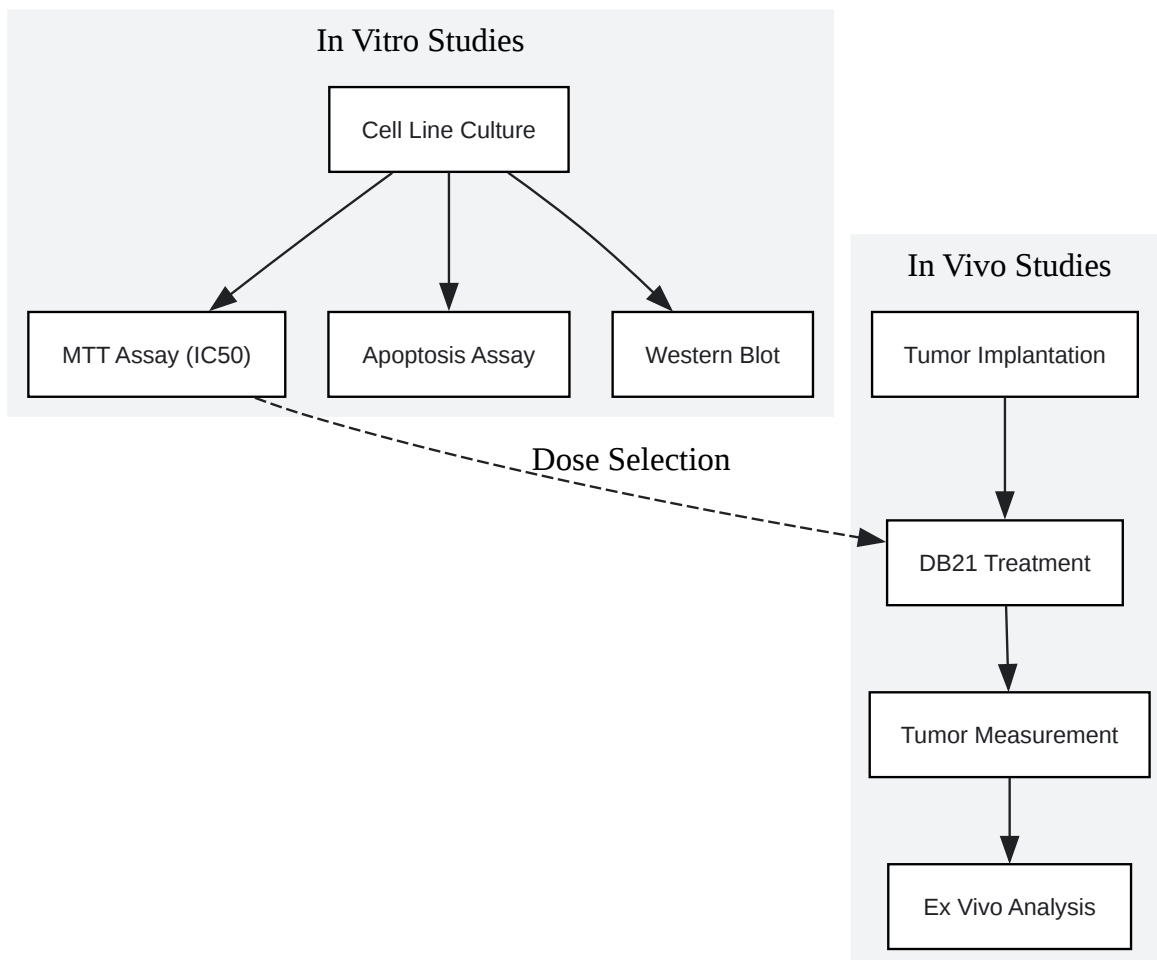 In Vitro Studies
Cell Line Culture
In Vivo Studies
MTT Assay (IC50)
Apoptosis Assay
Western Blot
Tumor Implantation
Dose Selection
DB21 Treatment
Tumor Measurement
Ex Vivo Analysis